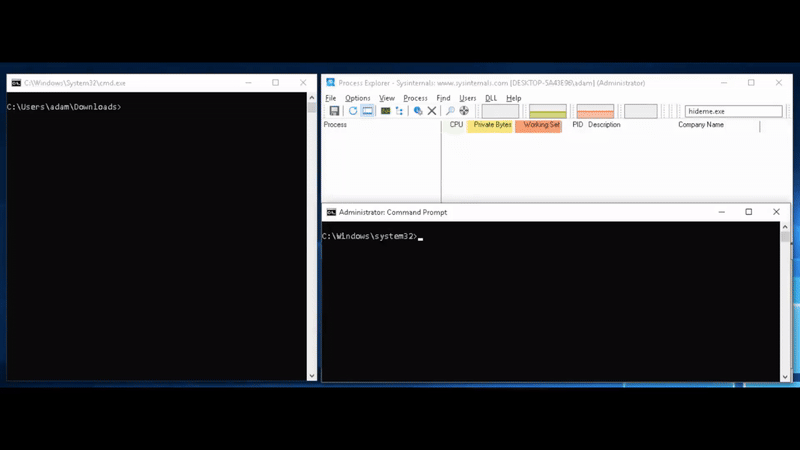 C:\Windows\System32\cmd.exe
C:\Users\adam\Downloads>
Process Explorer - Sysinternals: www.sysinternals.com [DESKTOP-5A43E96\adam] (Administrator)
File Options View Process Find Users DLL Help
hideme.exe
Process CPU Private Bytes Working Set PID Description Company Name
Administrator: Command Prompt
C:\Windows\system32>